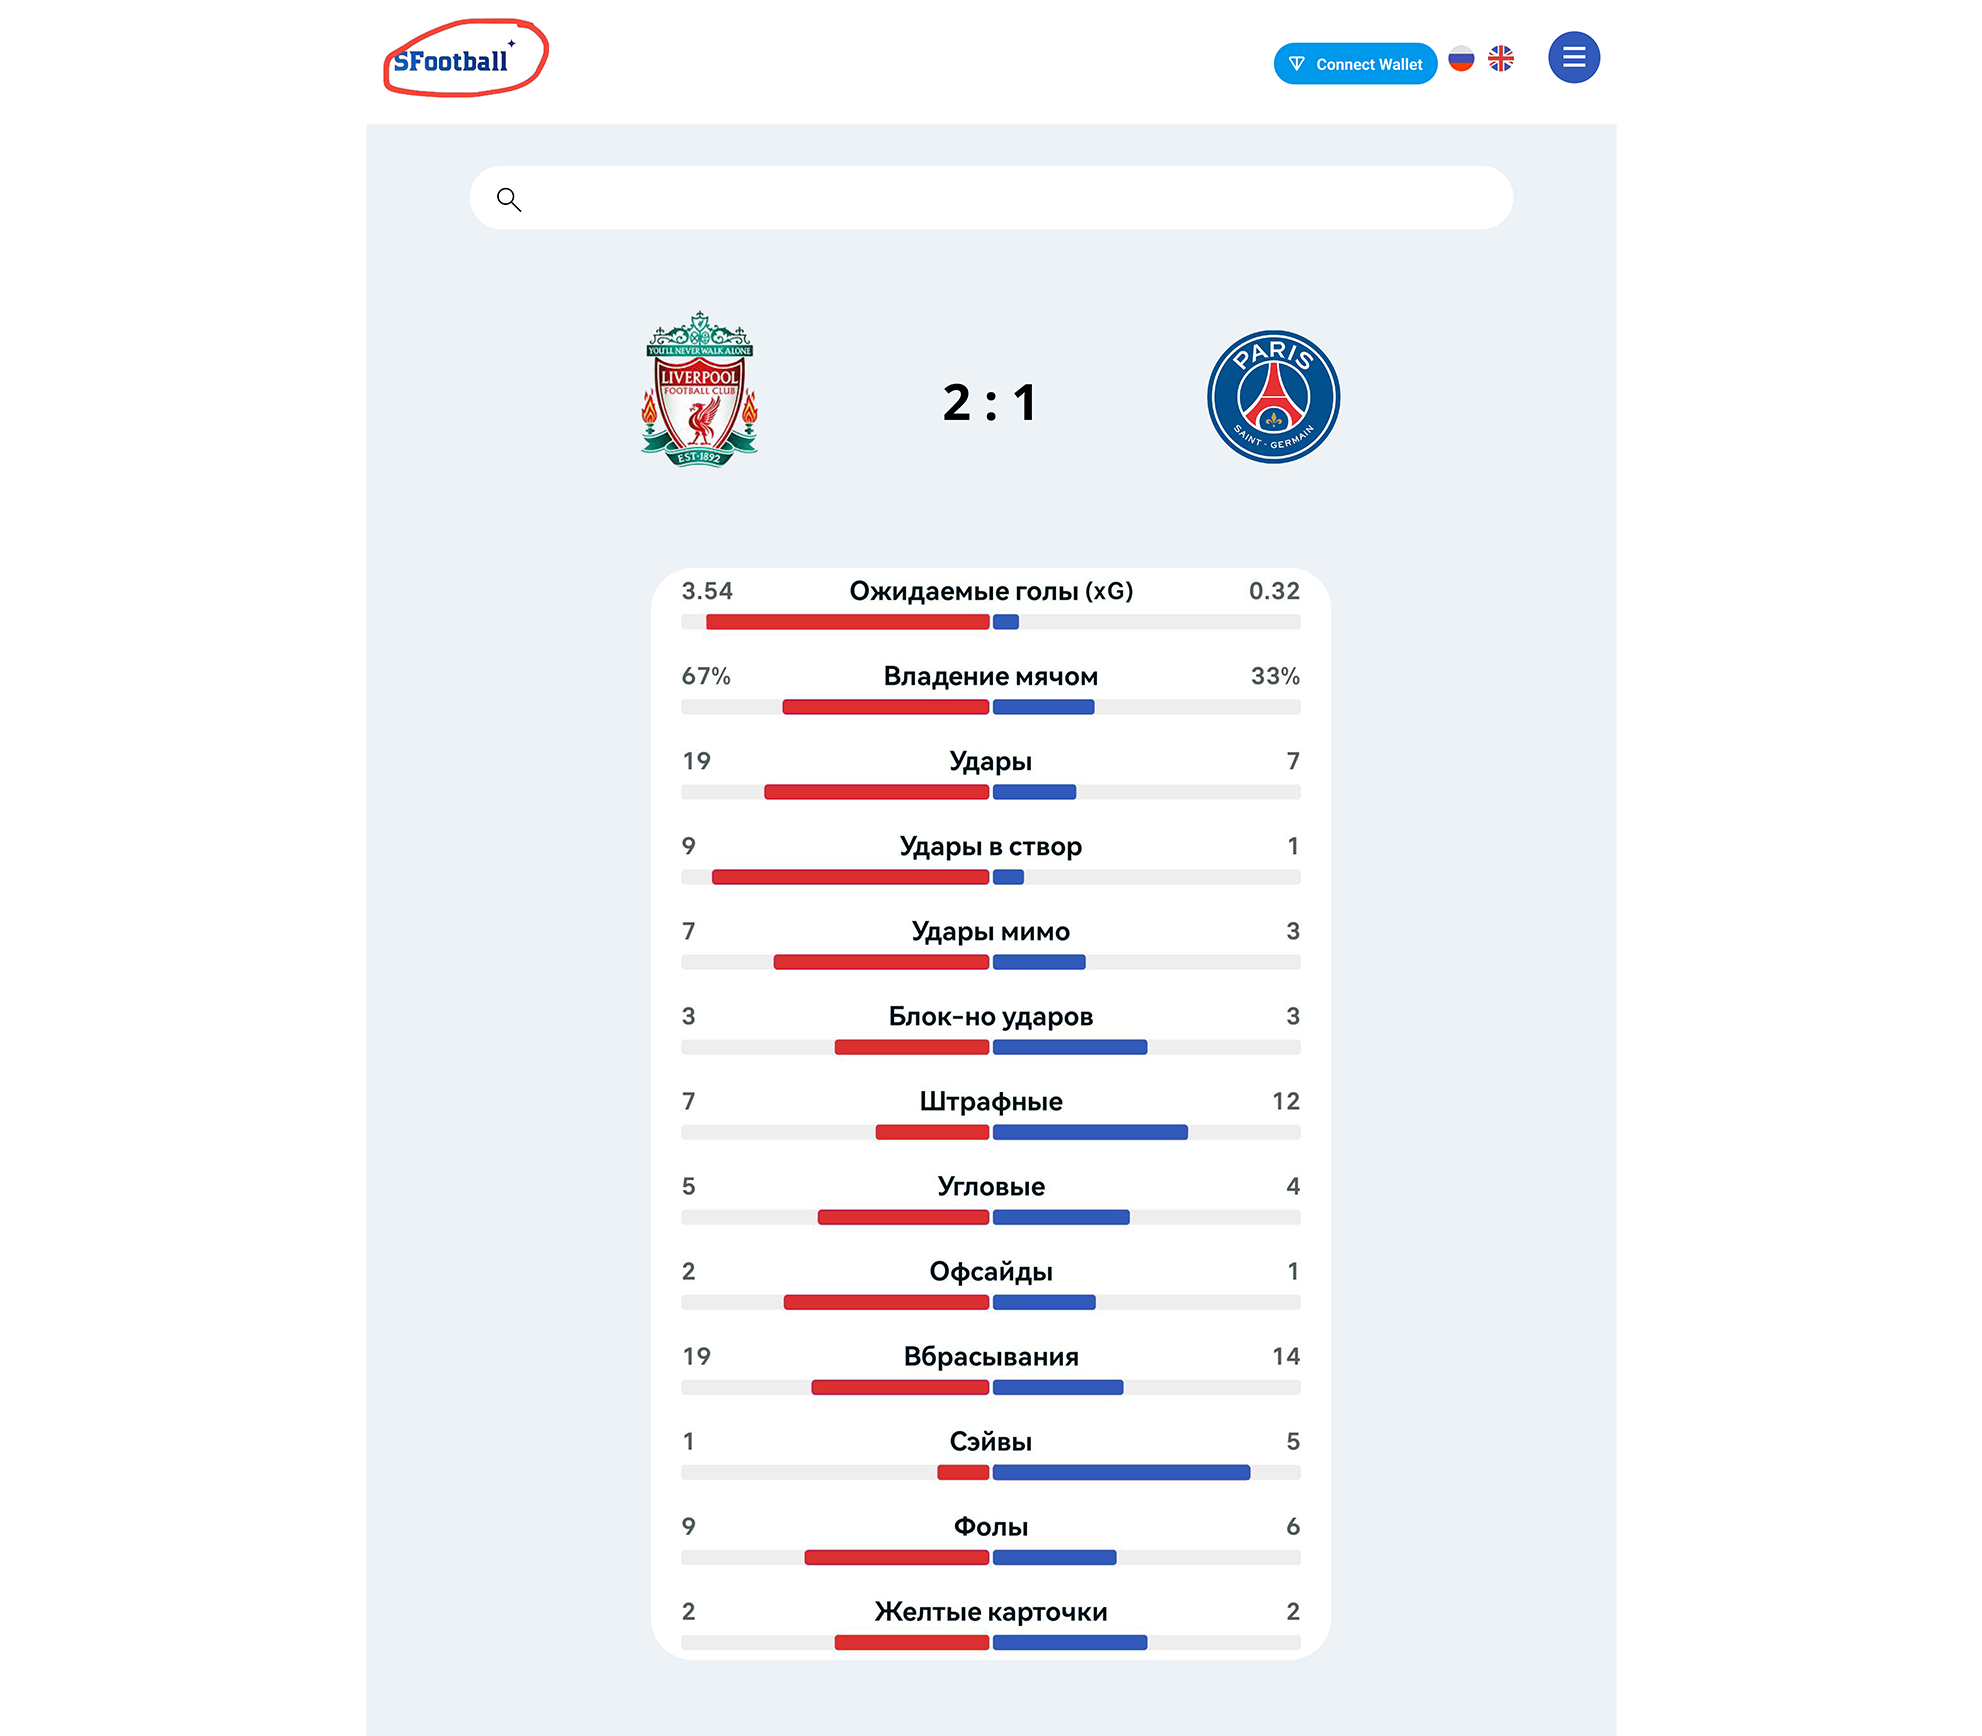 SFootball
Connect Wallet
YOU'LL NEVER WALK ALONE
LIVERPOOL
FOOTBALL CLUB
EST·1892
2 : 1
PARIS
SAINT - GERMAIN
3.54 Ожидаемые голы (xG) 0.32
67% Владение мячом 33%
19 Удары 7
9 Удары в створ 1
7 Удары мимо 3
3 Блок-но ударов 3
7 Штрафные 12
5 Угловые 4
2 Офсайды 1
19 Вбрасывания 14
1 Сэйвы 5
9 Фолы 6
2 Желтые карточки 2